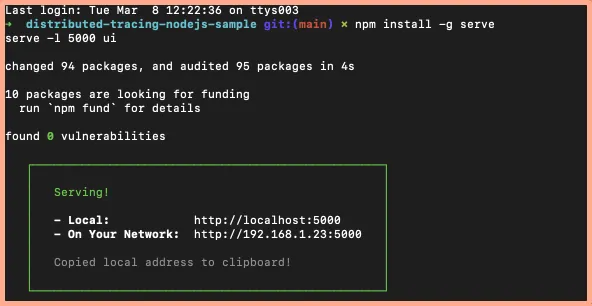 Last login: Tue Mar  8 12:22:36 on ttys003
→  distributed-tracing-nodejs-sample git:(main) × npm install -g serve
serve -l 5000 ui
changed 94 packages, and audited 95 packages in 4s
10 packages are looking for funding
  run `npm fund` for details
found 0 vulnerabilities
Serving!
- Local:            http://localhost:5000
- On Your Network:  http://192.168.1.23:5000
Copied local address to clipboard!